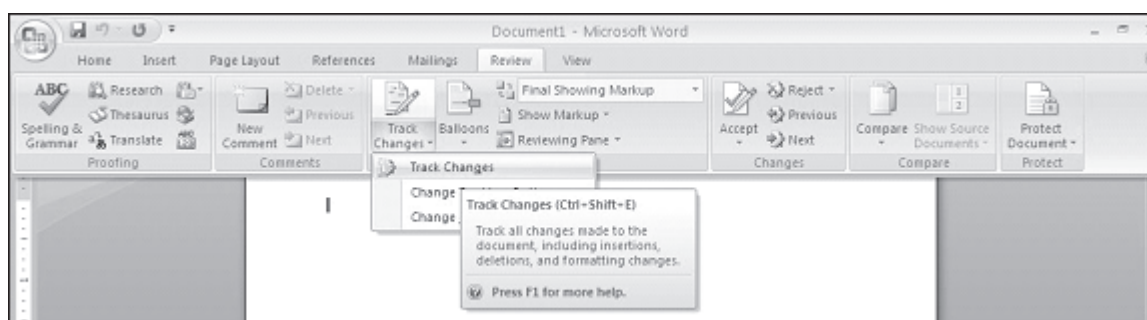 Document1 - Microsoft Word
Home Insert Page Layout References Mailings Review View
ABC Research Delete Final Showing Markup Reject
Thesaurus Previous Show Markup Previous
Spelling & Grammar Translate New Comment Next Track Changes Balloons Reviewing Pane Accept Next Compare Show Source Documents Protect Document
Proofing Comments Changes Compare Protect
Track Changes
Change
Change
Track Changes (Ctrl+Shift+E)
Track all changes made to the
document, including insertions,
deletions, and formatting changes.
Press F1 for more help.